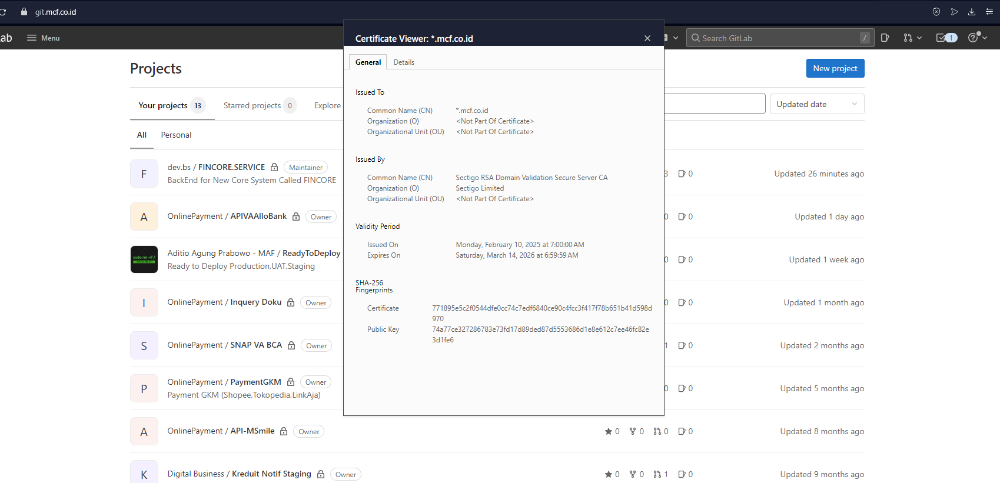 git.mcf.co.id
ab
Menu
Search GitLab
/
1
Certificate Viewer: *.mcf.co.id
General
Details
Projects
New project
Your projects 13
Starred projects 0
Explore
Updated date
All
Personal
Issued To
Common Name (CN) *.mcf.co.id
Organization (O) <Not Part Of Certificate>
Organizational Unit (OU) <Not Part Of Certificate>
Issued By
Common Name (CN) Sectigo RSA Domain Validation Secure Server CA
Organization (O) Sectigo Limited
Organizational Unit (OU) <Not Part Of Certificate>
Validity Period
Issued On Monday, February 10, 2025 at 7:00:00 AM
Expires On Saturday, March 14, 2026 at 6:59:59 AM
SHA-256
Fingerprints
Certificate 771895e5c2f0544dfe0cc74c7edf6840ce90c4fcc3f417f78b651b41d598d
970
Public Key 74a77ce327286783e73fd17d89ded87d5553686d1e8e612c7ee46fc82e
3d1fe6
F
dev.bs / FINCORE.SERVICE Maintainer
BackEnd for New Core System Called FINCORE
3 0 Updated 26 minutes ago
A
OnlinePayment / APIVAAlloBank Owner
0 0 Updated 1 day ago
sudo rm -rf /
Aditio Agung Prabowo - MAF / ReadyToDeploy
Ready to Deploy Production,UAT,Staging
0 0 Updated 1 week ago
I
OnlinePayment / Inquery Doku Owner
0 0 Updated 1 month ago
S
OnlinePayment / SNAP VA BCA Owner
1 0 Updated 2 months ago
P
OnlinePayment / PaymentGKM Owner
Payment GKM (Shopee,Tokopedia,LinkAja)
0 0 Updated 5 months ago
A
OnlinePayment / API-MSmile Owner
0 0 0 0 Updated 8 months ago
K
Digital Business / Kreduit Notif Staging Owner
0 0 1 0 Updated 9 months ago